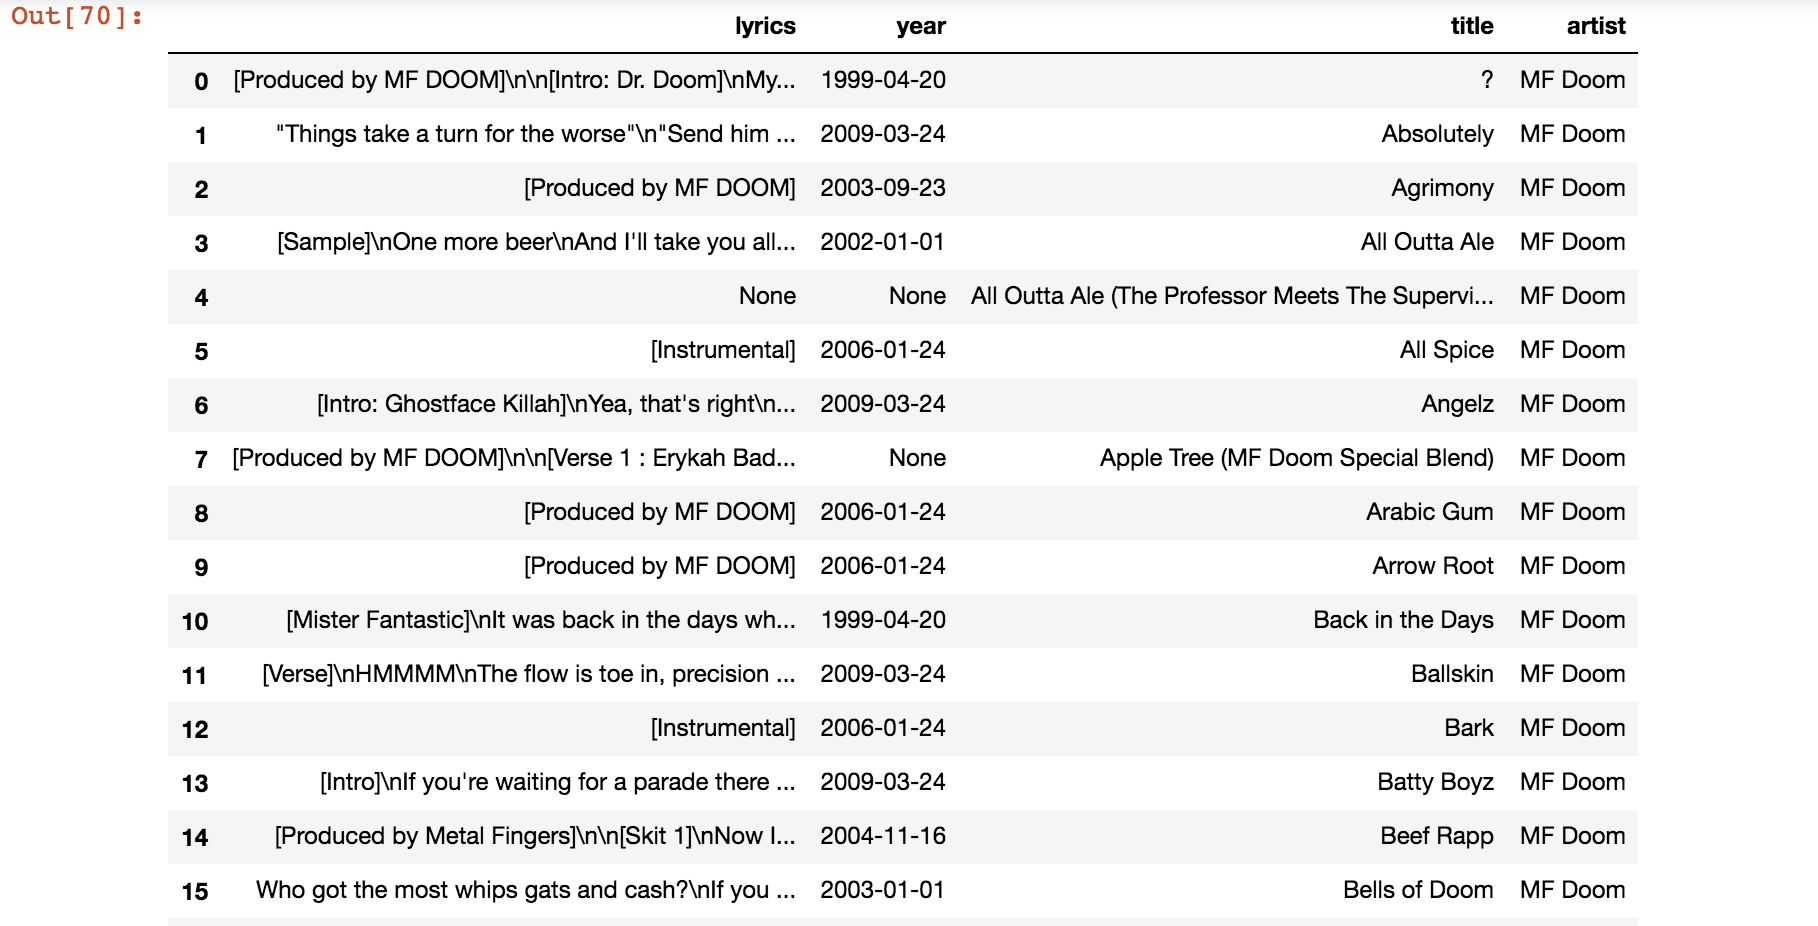 Out[70]:
lyrics year title artist
0 [Produced by MF DOOM]\n\n[Intro: Dr. Doom]\nMy... 1999-04-20 ? MF Doom
1 "Things take a turn for the worse"\n"Send him ... 2009-03-24 Absolutely MF Doom
2 [Produced by MF DOOM] 2003-09-23 Agrimony MF Doom
3 [Sample]\nOne more beer\nAnd I'll take you all... 2002-01-01 All Outta Ale MF Doom
4 None None All Outta Ale (The Professor Meets The Supervi... MF Doom
5 [Instrumental] 2006-01-24 All Spice MF Doom
6 [Intro: Ghostface Killah]\nYea, that's right\n... 2009-03-24 Angelz MF Doom
7 [Produced by MF DOOM]\n\n[Verse 1 : Erykah Bad... None Apple Tree (MF Doom Special Blend) MF Doom
8 [Produced by MF DOOM] 2006-01-24 Arabic Gum MF Doom
9 [Produced by MF DOOM] 2006-01-24 Arrow Root MF Doom
10 [Mister Fantastic]\nIt was back in the days wh... 1999-04-20 Back in the Days MF Doom
11 [Verse]\nHMMMM\nThe flow is toe in, precision ... 2009-03-24 Ballskin MF Doom
12 [Instrumental] 2006-01-24 Bark MF Doom
13 [Intro]\nIf you're waiting for a parade there ... 2009-03-24 Batty Boyz MF Doom
14 [Produced by Metal Fingers]\n\n[Skit 1]\nNow I... 2004-11-16 Beef Rapp MF Doom
15 Who got the most whips gats and cash?\nIf you ... 2003-01-01 Bells of Doom MF Doom